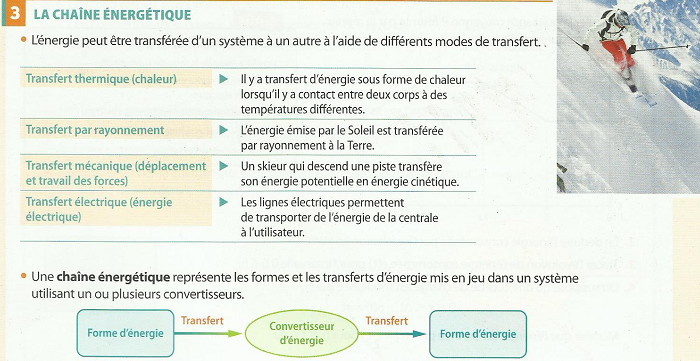 3 LA CHAÎNE ÉNERGÉTIQUE
• L'énergie peut être transférée d'un système à un autre à l'aide de différents modes de transfert.
Transfert thermique (chaleur) ► Il y a transfert d'énergie sous forme de chaleur
lorsqu'il y a contact entre deux corps à des
températures différentes.
Transfert par rayonnement ► L'énergie émise par le Soleil est transférée
par rayonnement à la Terre.
Transfert mécanique (déplacement ► Un skieur qui descend une piste transfère
et travail des forces) son énergie potentielle en énergie cinétique.
Transfert électrique (énergie ► Les lignes électriques permettent
électrique) de transporter de l'énergie de la centrale
à l'utilisateur.
• Une chaîne énergétique représente les formes et les transferts d'énergie mis en jeu dans un système
utilisant un ou plusieurs convertisseurs.
Forme d'énergie Transfert Convertisseur
d'énergie Transfert Forme d'énergie